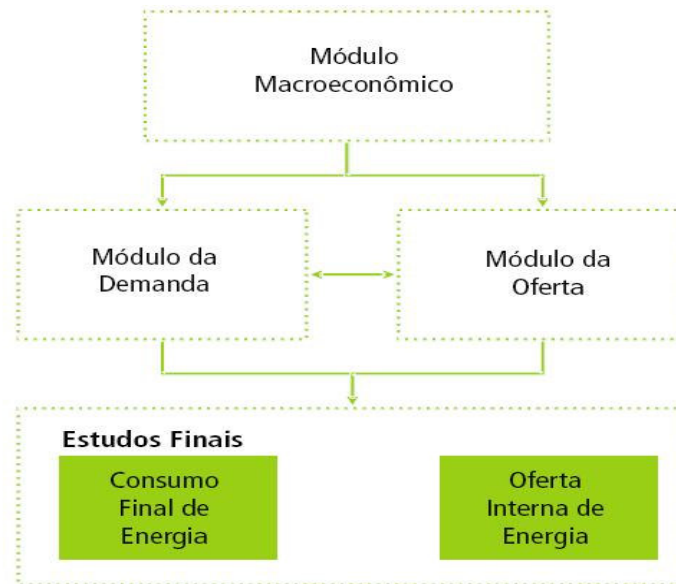 Módulo
Macroeconômico
Módulo da
Demanda
Módulo da
Oferta
Estudos Finais
Consumo
Final de
Energia
Oferta
Interna de
Energia